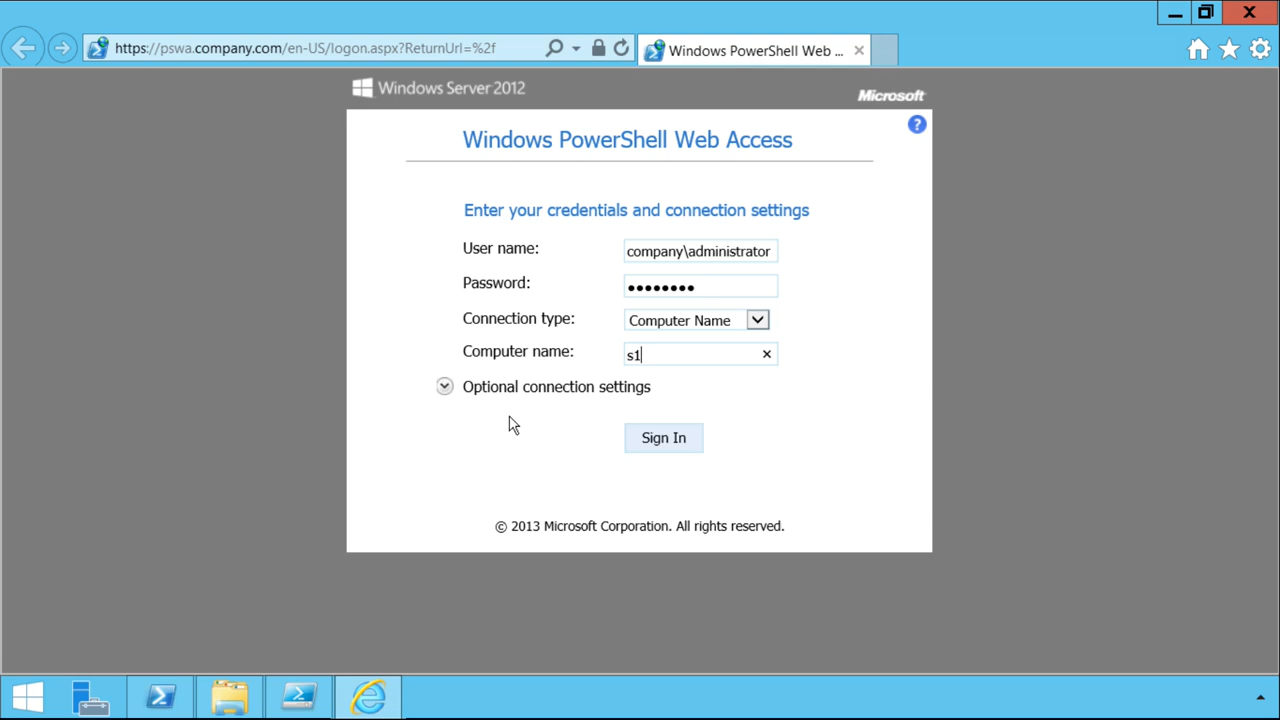 https://pswa.company.com/en-US/logon.aspx?ReturnUrl=%2f
Windows PowerShell Web ...
Windows Server 2012
Microsoft
Windows PowerShell Web Access
Enter your credentials and connection settings
User name: company\administrator
Password: ●●●●●●●●
Connection type: Computer Name
Computer name: s1
Optional connection settings
Sign In
© 2013 Microsoft Corporation. All rights reserved.